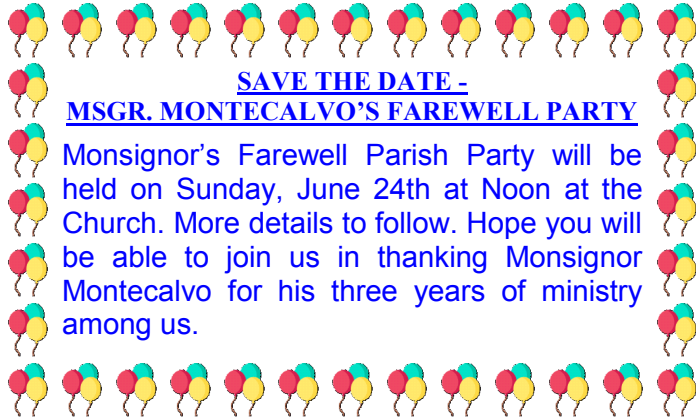 SAVE THE DATE -
MSGR. MONTECALVO’S FAREWELL PARTY
Monsignor’s Farewell Parish Party will be
held on Sunday, June 24th at Noon at the
Church. More details to follow. Hope you will
be able to join us in thanking Monsignor
Montecalvo for his three years of ministry
among us.